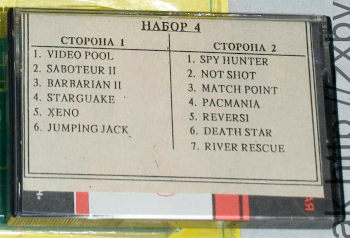 НАБОР 4
СТОРОНА 1
1. VIDEO POOL
2. SABOTEUR II
3. BARBARIAN II
4. STARGUAKE
5. XENO
6. JUMPING JACK
СТОРОНА 2
1. SPY HUNTER
2. NOT SHOT
3. MATCH POINT
4. PACMANIA
5. REVERSI
6. DEATH STAR
7. RIVER RESCUE